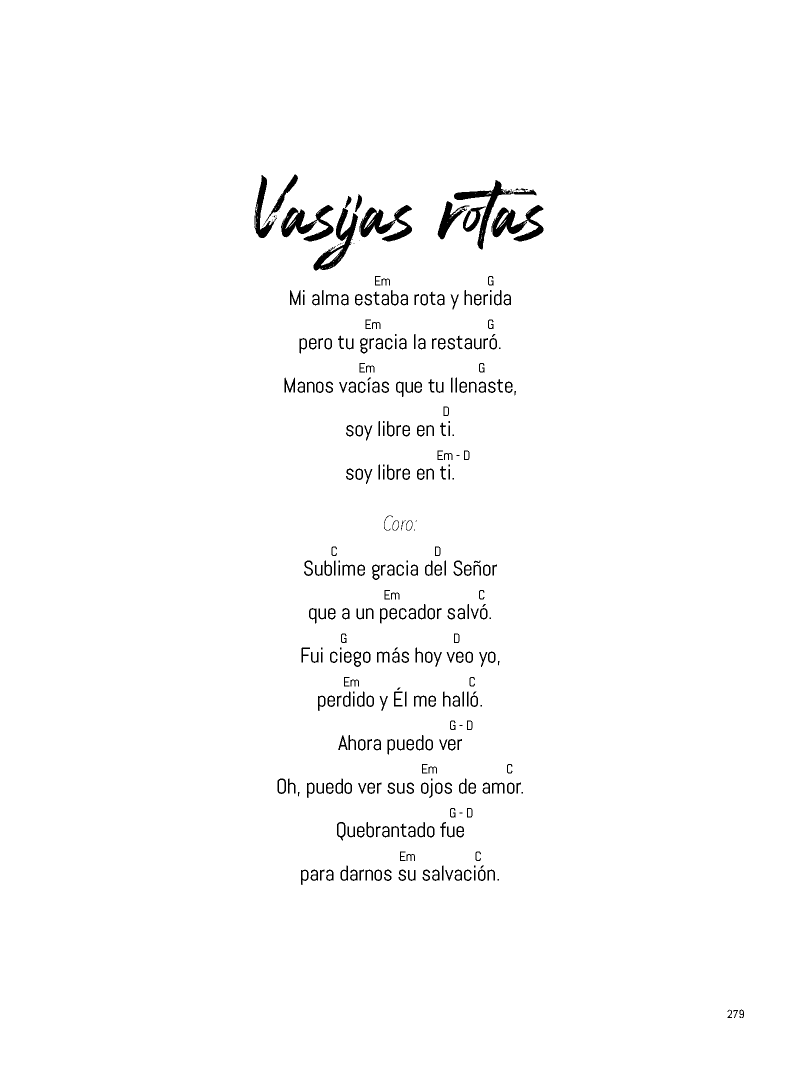 Vasijas rotas
Em G
Mi alma estaba rota y herida
Em G
pero tu gracia la restauró.
Em G
Manos vacías que tu llenaste,
D
soy libre en ti.
Em - D
soy libre en ti.
Coro:
C D
Sublime gracia del Señor
Em C
que a un pecador salvó.
G D
Fui ciego más hoy veo yo,
Em C
perdido y Él me halló.
G - D
Ahora puedo ver
Em C
Oh, puedo ver sus ojos de amor.
G - D
Quebrantado fue
Em C
para darnos su salvación.
279